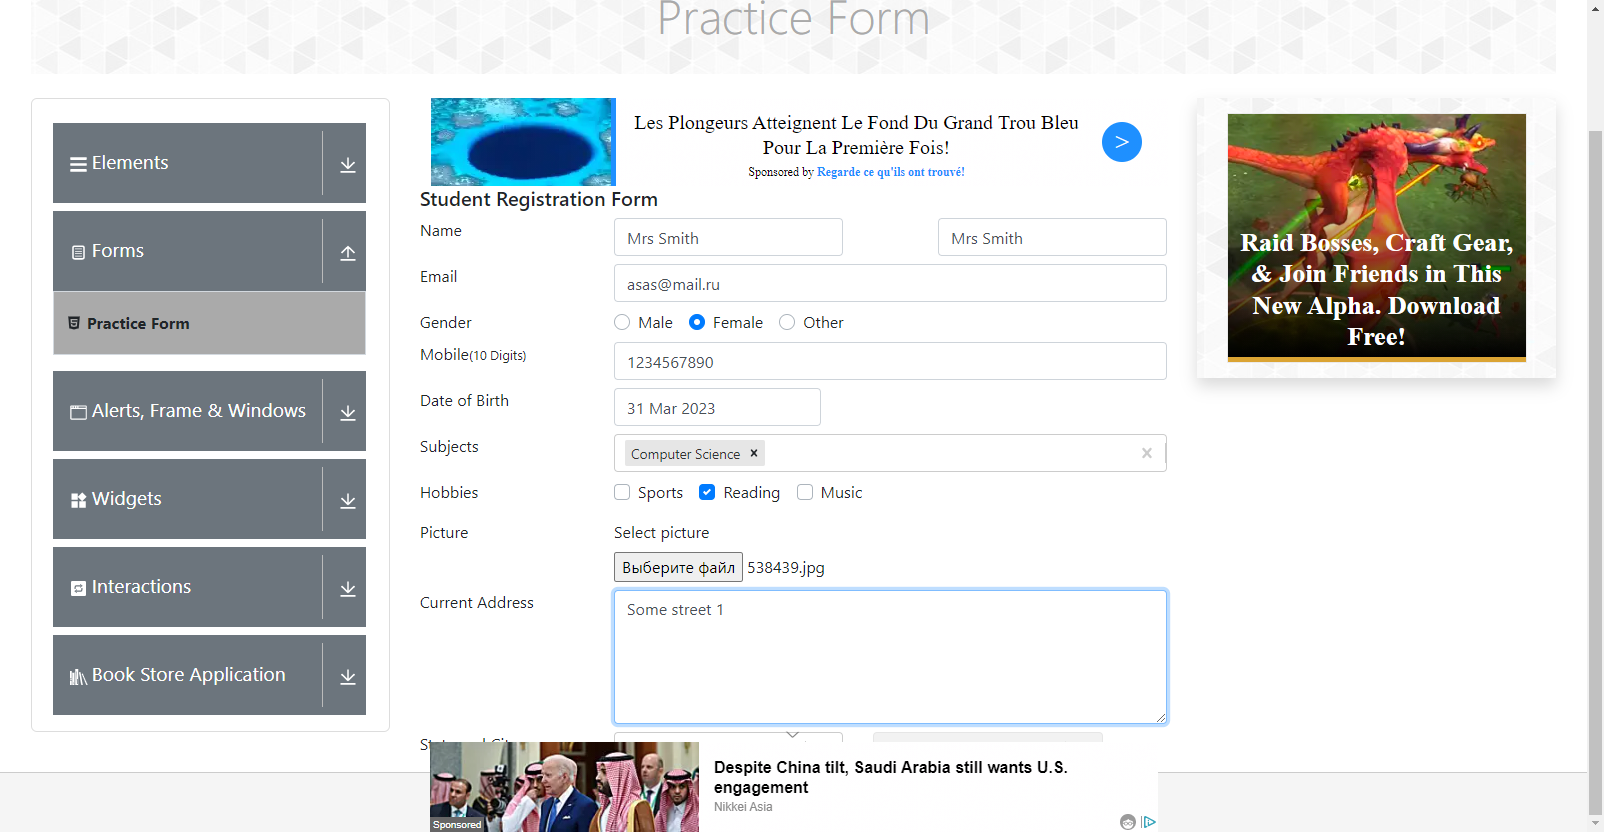 Practice Form
Elements
Forms
Practice Form
Alerts, Frame & Windows
Widgets
Interactions
Book Store Application
Les Plongeurs Atteignent Le Fond Du Grand Trou Bleu
Pour La Première Fois!
Sponsored by Regarde ce qu'ils ont trouvé!
>
Student Registration Form
Name
Mrs Smith
Mrs Smith
Email
asas@mail.ru
Gender
Male Female Other
Mobile(10 Digits)
1234567890
Date of Birth
31 Mar 2023
Subjects
Computer Science ×
Hobbies
Sports Reading Music
Picture
Select picture
Выберите файл 538439.jpg
Current Address
Some street 1
Raid Bosses, Craft Gear,
& Join Friends in This
New Alpha. Download
Free!
Despite China tilt, Saudi Arabia still wants U.S.
engagement
Nikkei Asia
Sponsored